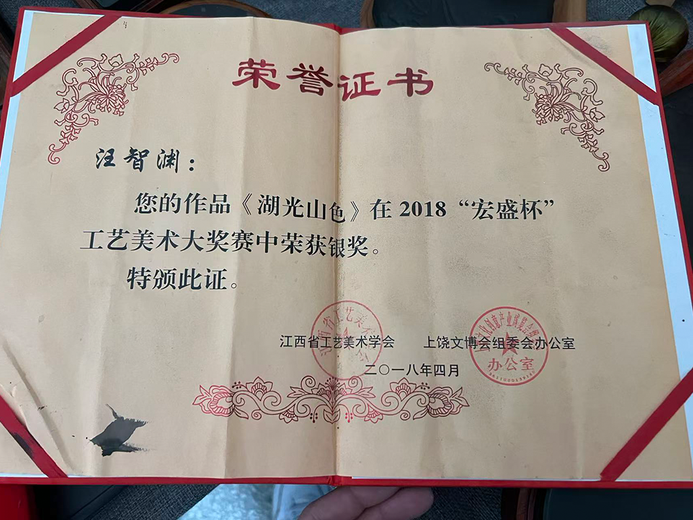 荣誉证书
汪智渊：
您的作品《湖光山色》在2018“宏盛杯”
工艺美术大奖赛中荣获银奖。
特颁此证。
江西省工艺美术学会 上饶文博会组委会办公室
二〇一八年四月
办公室